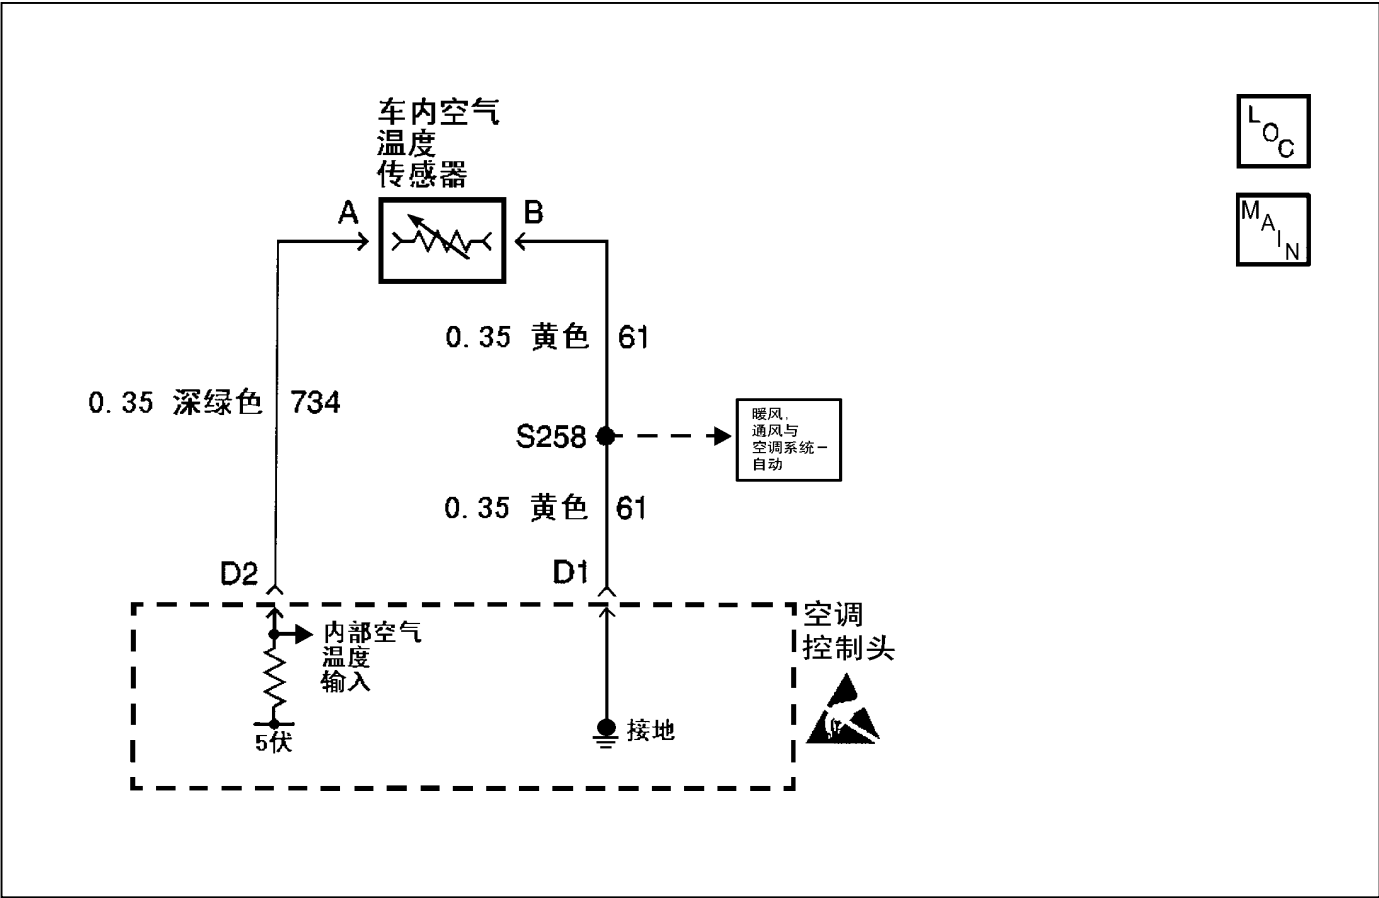 车内空气
温度
传感器
A
B
L
O
C
M
A
I
N
0.35 黄色 61
0.35 深绿色 734
S258
暖风,
通风与
空调系统-
自动
0.35 黄色 61
D2
D1
空调
控制头
内部空气
温度
输入
5伏
接地